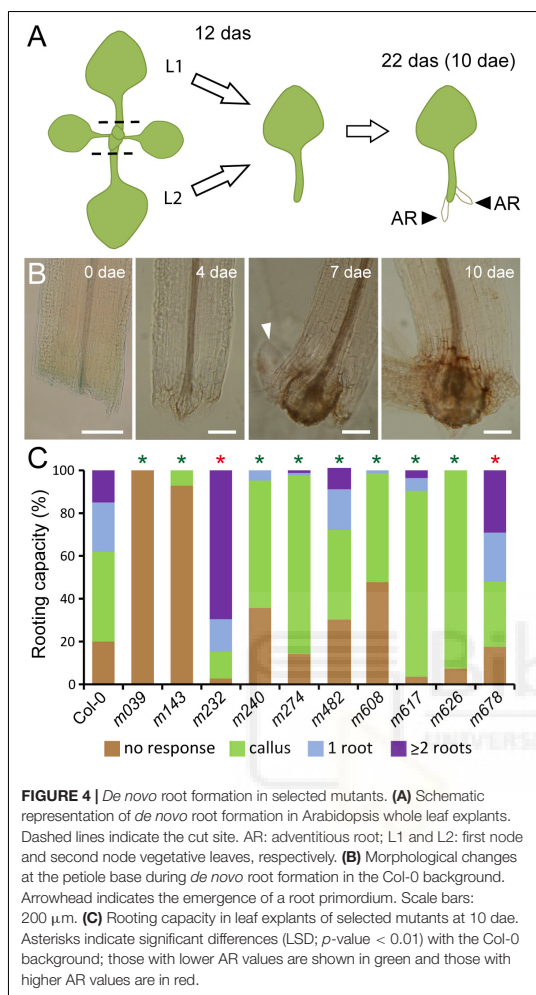 A
12 das
22 das (10 dae)
L1
L2
AR
AR
B
0 dae
4 dae
7 dae
10 dae
C
Rooting capacity (%)
100
80
60
40
20
0
Col-0
m039
m143
m232
m240
m274
m482
m608
m617
m626
m678
* * * * * * * * * *
no response
callus
1 root
≥2 roots
FIGURE 4 | De novo root formation in selected mutants. (A) Schematic
representation of de novo root formation in Arabidopsis whole leaf explants.
Dashed lines indicate the cut site. AR: adventitious root; L1 and L2: first node
and second node vegetative leaves, respectively. (B) Morphological changes
at the petiole base during de novo root formation in the Col-0 background.
Arrowhead indicates the emergence of a root primordium. Scale bars:
200 μm. (C) Rooting capacity in leaf explants of selected mutants at 10 dae.
Asterisks indicate significant differences (LSD; p-value < 0.01) with the Col-0
background; those with lower AR values are shown in green and those with
higher AR values are in red.